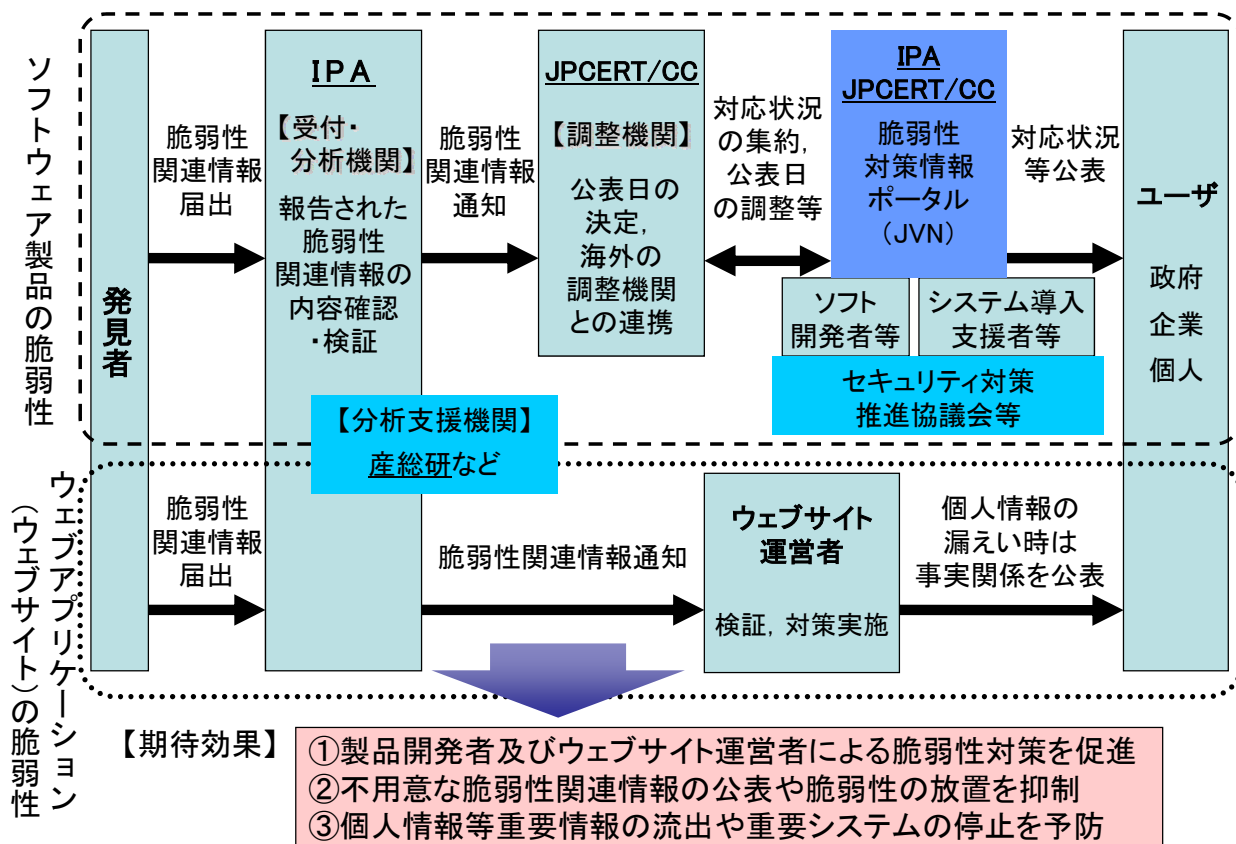 ソフトウェア製品の脆弱性
発見者
脆弱性
関連情報
届出
IPA
【受付・
分析機関】
報告された
脆弱性
関連情報の
内容確認
・検証
脆弱性
関連情報
通知
JPCERT/CC
【調整機関】
公表日の
決定,
海外の
調整機関
との連携
対応状況
の集約,
公表日
の調整等
IPA
JPCERT/CC
脆弱性
対策情報
ポータル
(JVN)
ソフト
開発者等
システム導入
支援者等
セキュリティ対策
推進協議会等
対応状況
等公表
ユーザ
政府
企業
個人
【分析支援機関】
産総研など
ウェブアプリケーション
(ウェブサイト)の脆弱性
脆弱性
関連情報
届出
脆弱性関連情報通知
ウェブサイト
運営者
検証, 対策実施
個人情報の
漏えい時は
事実関係を公表
【期待効果】
①製品開発者及びウェブサイト運営者による脆弱性対策を促進
②不用意な脆弱性関連情報の公表や脆弱性の放置を抑制
③個人情報等重要情報の流出や重要システムの停止を予防